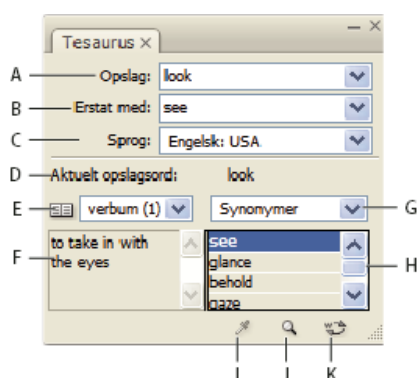 Tesaurus
A Opslag: look
B Erstat med: see
C Sprog: Engelsk: USA
D Aktuelt opslagsord: look
E verbum (1) Synonymer G
F to take in with
the eyes
see
glance
behold
gaze
H
I J K